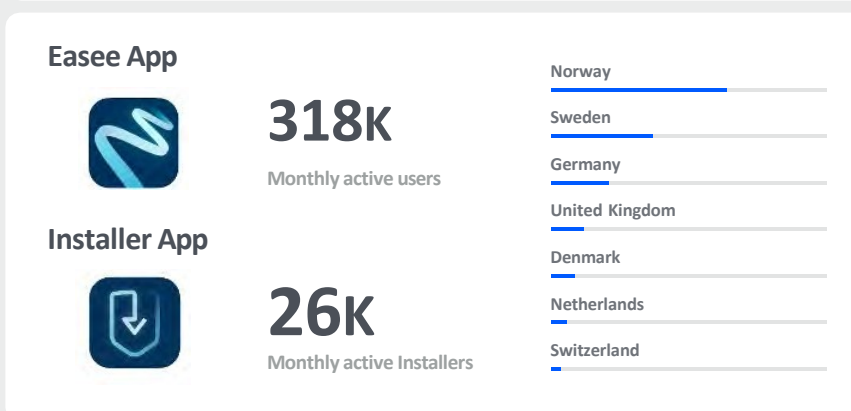 Easee App
318K
Monthly active users
Installer App
26K
Monthly active Installers
Norway
Sweden
Germany
United Kingdom
Denmark
Netherlands
Switzerland